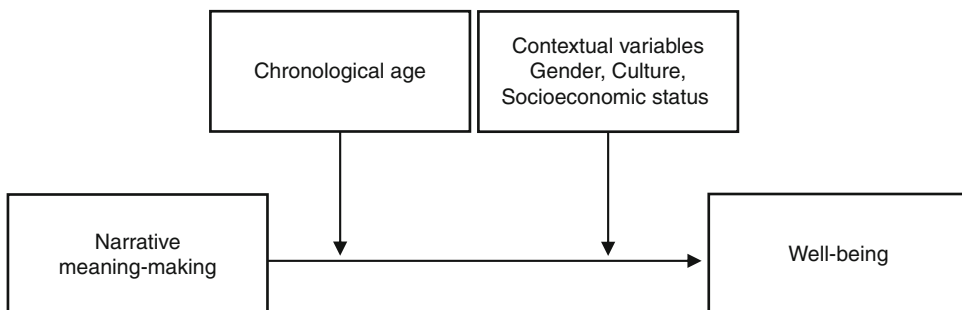 Chronological age
Contextual variables
Gender, Culture,
Socioeconomic status
Narrative
meaning-making
Well-being